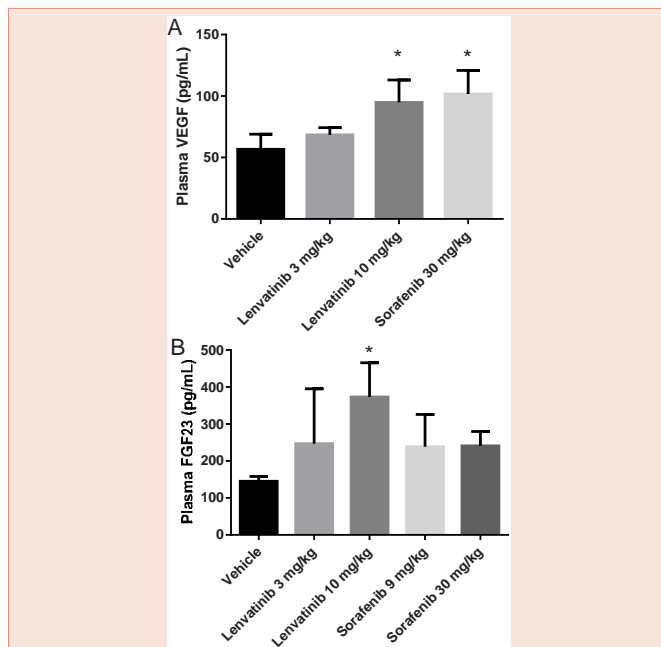 A
Plasma VEGF (pg/mL)
150
100
50
0
*
*
Vehicle
Lenvatinib 3 mg/kg
Lenvatinib 10 mg/kg
Sorafenib 30 mg/kg
B
Plasma FGF23 (pg/mL)
500
400
300
200
100
0
*
Vehicle
Lenvatinib 3 mg/kg
Lenvatinib 10 mg/kg
Sorafenib 9 mg/kg
Sorafenib 30 mg/kg